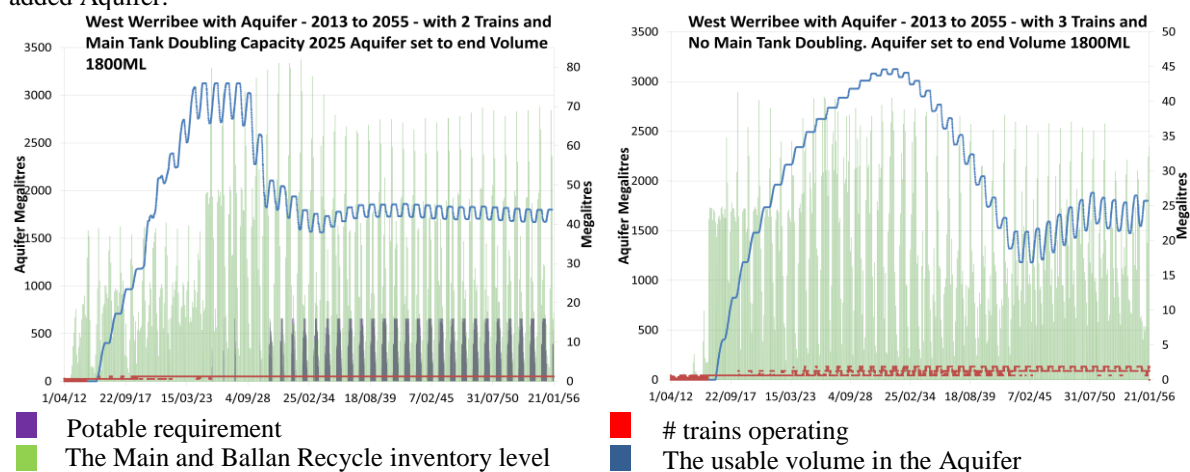 added Aquifer.
West Werribee with Aquifer - 2013 to 2055 - with 2 Trains and
Main Tank Doubling Capacity 2025 Aquifer set to end Volume
1800ML
3500
3000
2500
2000
1500
1000
500
0
Aquifer Megalitres
80
70
60
50
40
30
20
10
0
Megalitres
1/04/12 22/09/17 15/03/23 4/09/28 25/02/34 18/08/39 7/02/45 31/07/50 21/01/56
West Werribee with Aquifer - 2013 to 2055 - with 3 Trains and
No Main Tank Doubling. Aquifer set to end Volume 1800ML
3500
3000
2500
2000
1500
1000
500
0
Aquifer Megalitres
50
45
40
35
30
25
20
15
10
5
0
Megalitres
1/04/12 22/09/17 15/03/23 4/09/28 25/02/34 18/08/39 7/02/45 31/07/50 21/01/56
Potable requirement
The Main and Ballan Recycle inventory level
# trains operating
The usable volume in the Aquifer